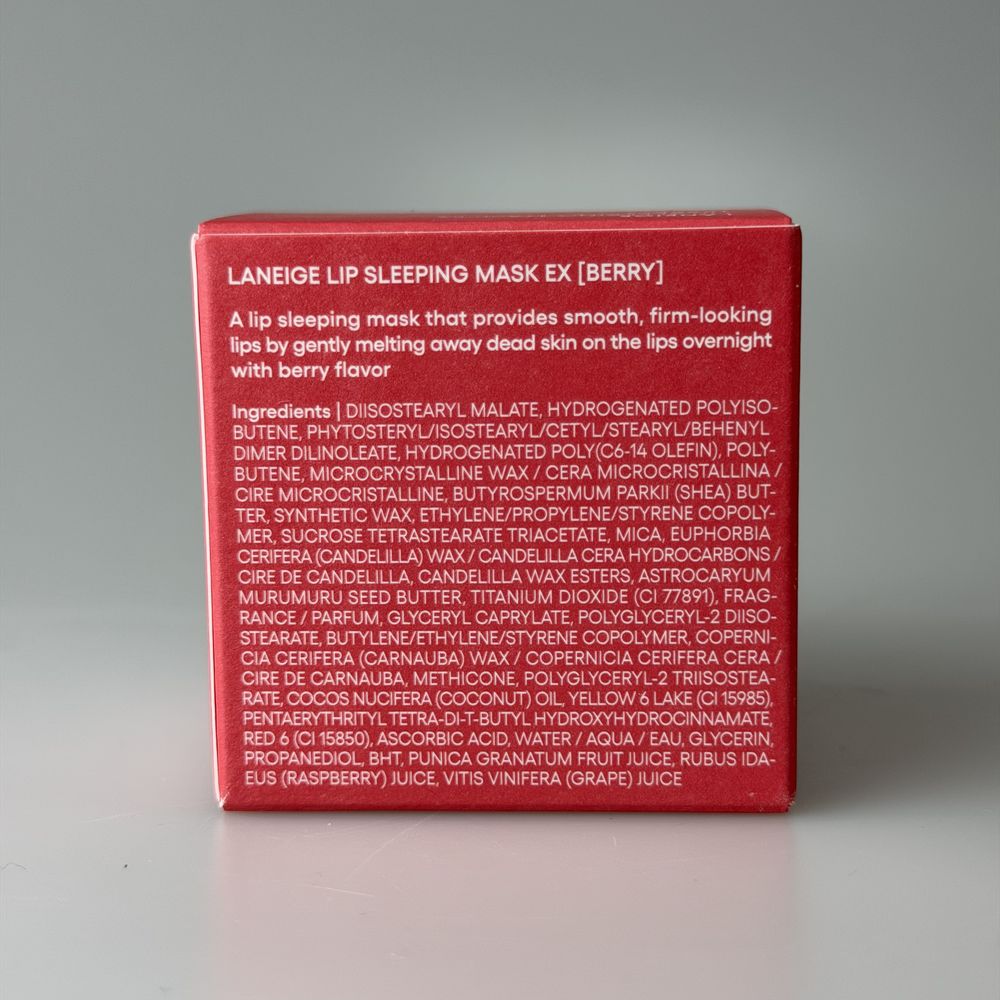 LANEIGE LIP SLEEPING MASK EX [BERRY]
A lip sleeping mask that provides smooth, firm-looking
lips by gently melting away dead skin on the lips overnight
with berry flavor
Ingredients | DIISOSTEARYL MALATE, HYDROGENATED POLYISO-
BUTENE, PHYTOSTERYL/ISOSTEARYL/CETYL/STEARYL/BEHENYL
DIMER DILINOLEATE, HYDROGENATED POLY(C6-14 OLEFIN), POLY-
BUTENE, MICROCRYSTALLINE WAX / CERA MICROCRISTALLINA /
CIRE MICROCRISTALLINE, BUTYROSPERMUM PARKII (SHEA) BUT-
TER, SYNTHETIC WAX, ETHYLENE/PROPYLENE/STYRENE COPOLY-
MER, SUCROSE TETRASTEARATE TRIACETATE, MICA, EUPHORBIA
CERIFERA (CANDELILLA) WAX / CANDELILLA CERA HYDROCARBONS /
CIRE DE CANDELILLA, CANDELILLA WAX ESTERS, ASTROCARYUM
MURUMURU SEED BUTTER, TITANIUM DIOXIDE (CI 77891), FRAG-
RANCE / PARFUM, GLYCERYL CAPRYLATE, POLYGLYCERYL-2 DIISO-
STEARATE, BUTYLENE/ETHYLENE/STYRENE COPOLYMER, COPERNI-
CIA CERIFERA (CARNAUBA) WAX / COPERNICIA CERIFERA CERA /
CIRE DE CARNAUBA, METHICONE, POLYGLYCERYL-2 TRIISOSTEA-
RATE, COCOS NUCIFERA (COCONUT) OIL, YELLOW 6 LAKE (CI 15985),
PENTAERYTHRITYL TETRA-DI-T-BUTYL HYDROXYHYDROCINNAMATE,
RED 6 (CI 15850), ASCORBIC ACID, WATER / AQUA / EAU, GLYCERIN,
PROPANEDIOL, BHT, PUNICA GRANATUM FRUIT JUICE, RUBUS IDA-
EUS (RASPBERRY) JUICE, VITIS VINIFERA (GRAPE) JUICE